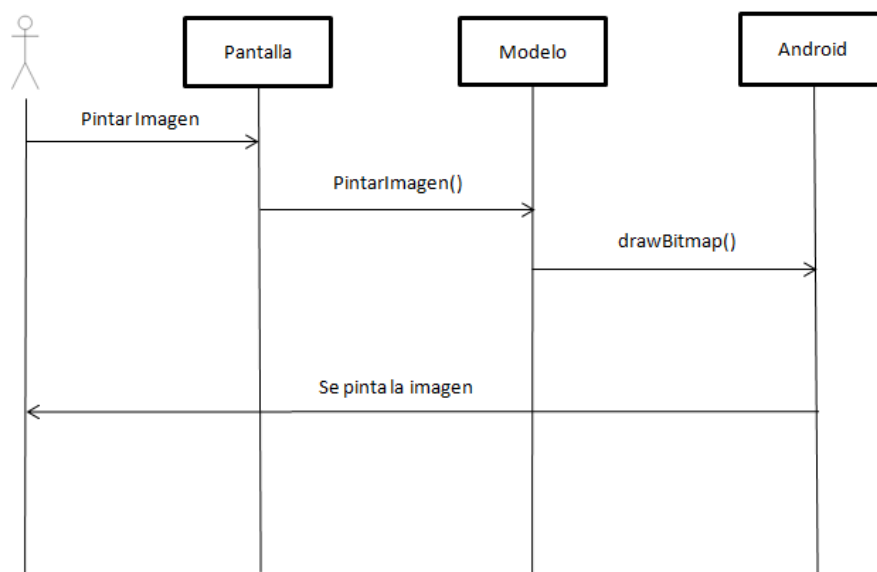 Pantalla
Modelo
Android
Pintar Imagen
PintarImagen()
drawBitmap()
Se pinta la imagen